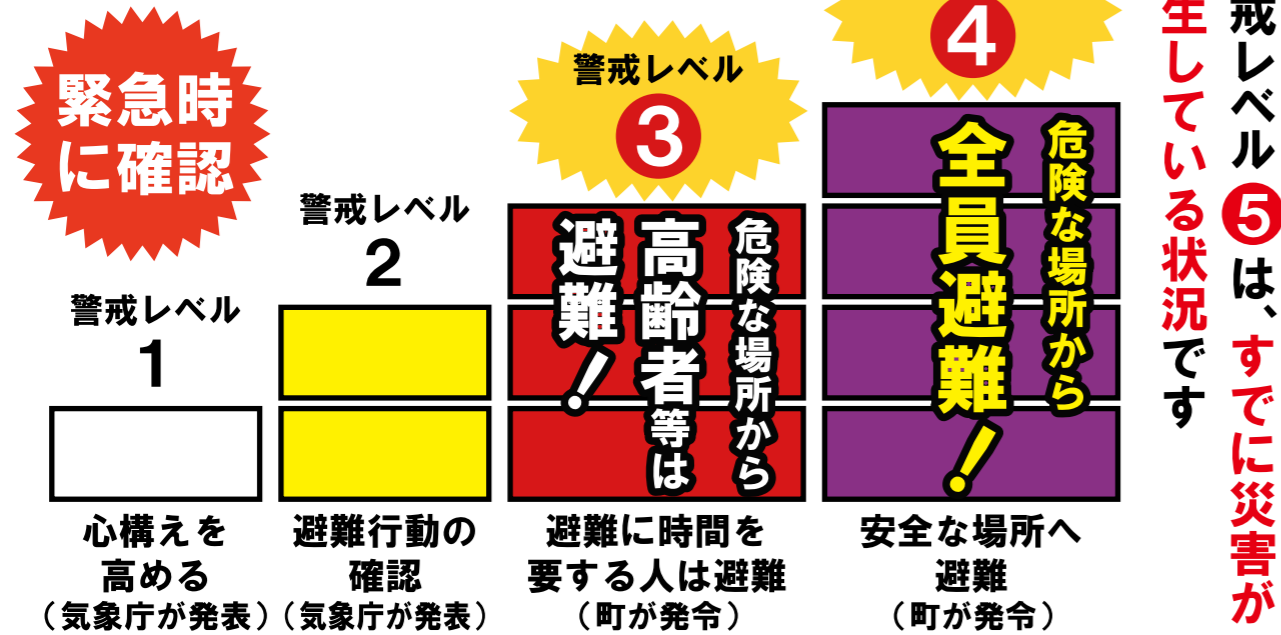 緊急時
に確認
警戒レベル
1
心構えを
高める
（気象庁が発表）
警戒レベル
2
避難行動の
確認
（気象庁が発表）
警戒レベル
3
危険な場所から
高齢者等は
避難！
避難に時間を
要する人は避難
（町が発令）
4
危険な場所から
全員避難！
安全な場所へ
避難
（町が発令）
戒レベル5は、すでに災害が
生している状況です